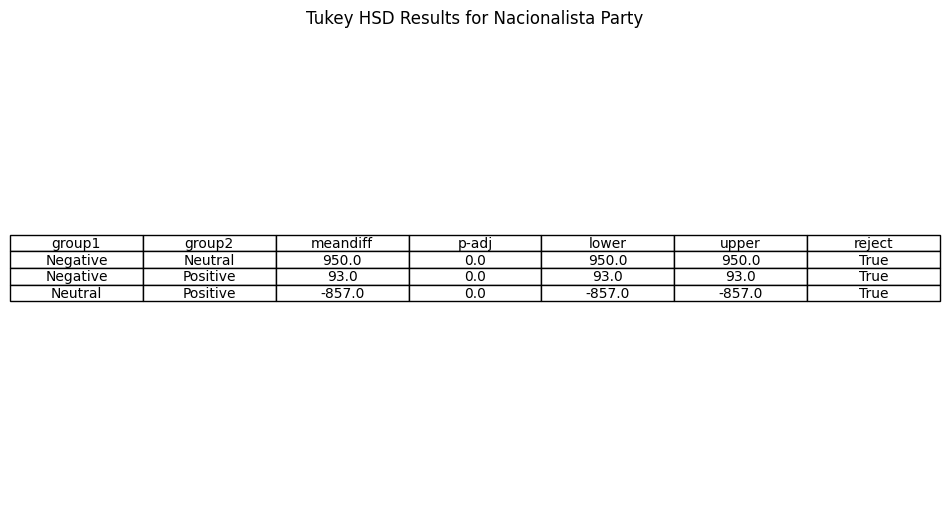 Tukey HSD Results for Nacionalista Party
group1 group2 meandiff p-adj lower upper reject
Negative Neutral 950.0 0.0 950.0 950.0 True
Negative Positive 93.0 0.0 93.0 93.0 True
Neutral Positive -857.0 0.0 -857.0 -857.0 True